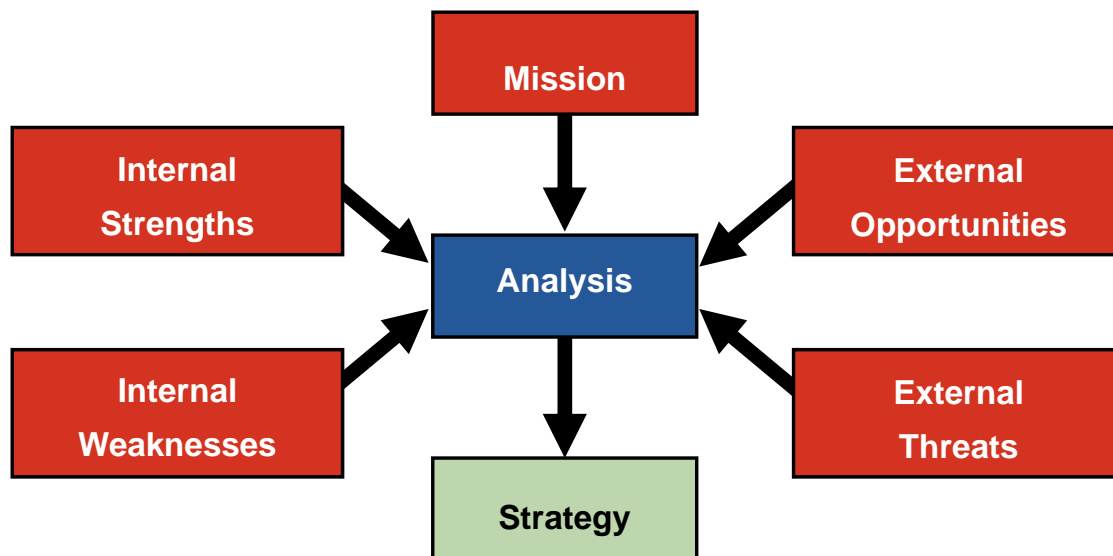 Mission
Internal
Strengths
External
Opportunities
Analysis
Internal
Weaknesses
External
Threats
Strategy